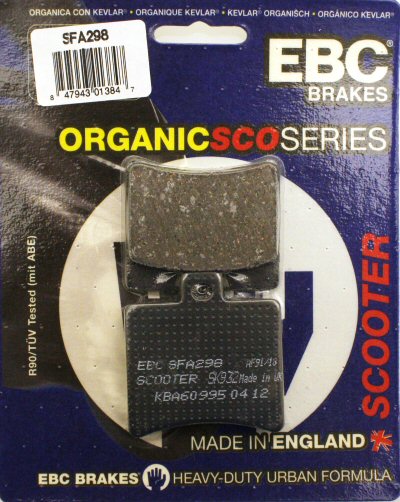 ORGANICA CON KEVLAR® • ORGANIQUE KEVLAR® • KEVLAR ORGANISCH • ORGÁNICO KEVLAR®
SFA298
8 47943 01384 7
EBC®
BRAKES
ORGANICSCOSERIES
R90/TÜV Tested (mit ABE)
SCOOTER
EBC SFA298
SCOOTER SK932 Made in UK
KBA60995 04 12
MADE IN ENGLAND
EBC BRAKES HEAVY-DUTY URBAN FORMULA